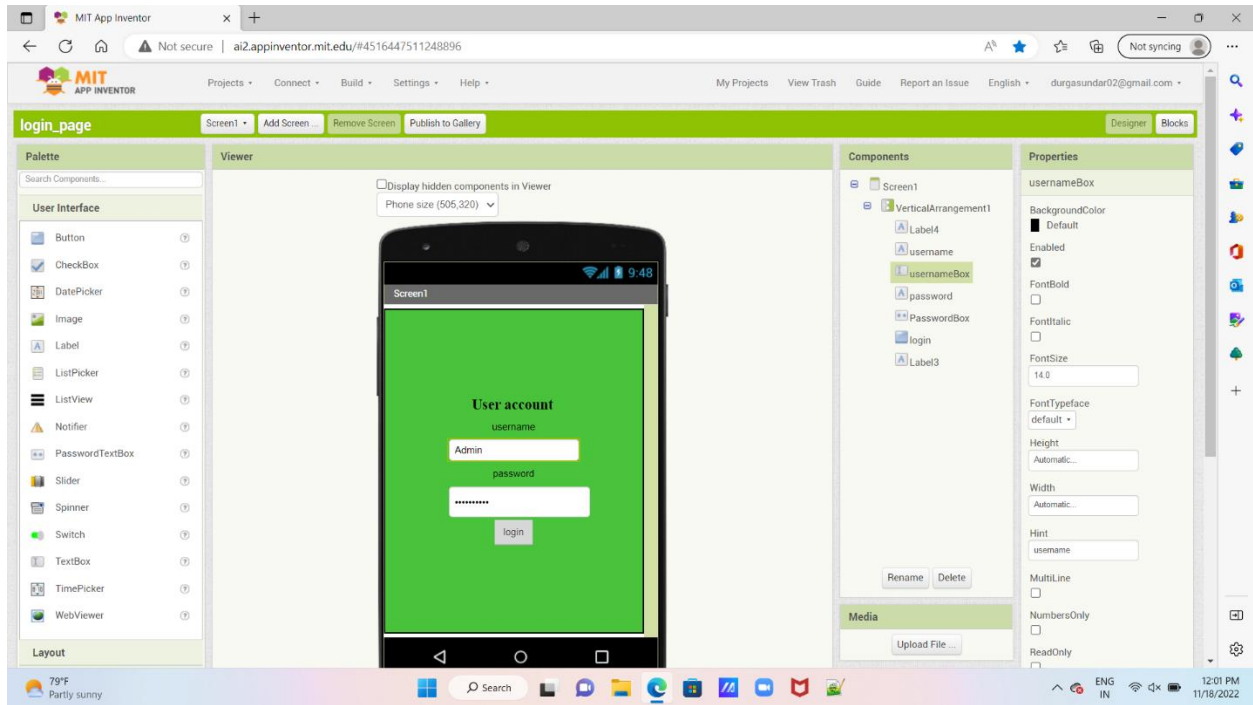 MIT App Inventor
Not secure | ai2.appinventor.mit.edu/#4516447511248896
Not syncing
MIT
APP INVENTOR
Projects
Connect
Build
Settings
Help
My Projects
View Trash
Guide
Report an Issue
English
durgasundar02@gmail.com
login_page
Screen1
Add Screen ...
Remove Screen
Publish to Gallery
Designer
Blocks
Palette
Search Components...
User Interface
Button
CheckBox
DatePicker
Image
Label
ListPicker
ListView
Notifier
PasswordTextBox
Slider
Spinner
Switch
TextBox
TimePicker
WebViewer
Layout
Viewer
Display hidden components in Viewer
Phone size (505,320)
9:48
Screen1
User account
username
Admin
password
••••••••••
login
Components
Screen1
VerticalArrangement1
Label4
username
usernameBox
password
PasswordBox
login
Label3
Rename
Delete
Media
Upload File ...
Properties
usernameBox
BackgroundColor
Default
Enabled
FontBold
FontItalic
FontSize
14.0
FontTypeface
default
Height
Automatic...
Width
Automatic...
Hint
username
MultiLine
NumbersOnly
ReadOnly
79°F
Partly sunny
Search
ENG
IN
12:01 PM
11/18/2022